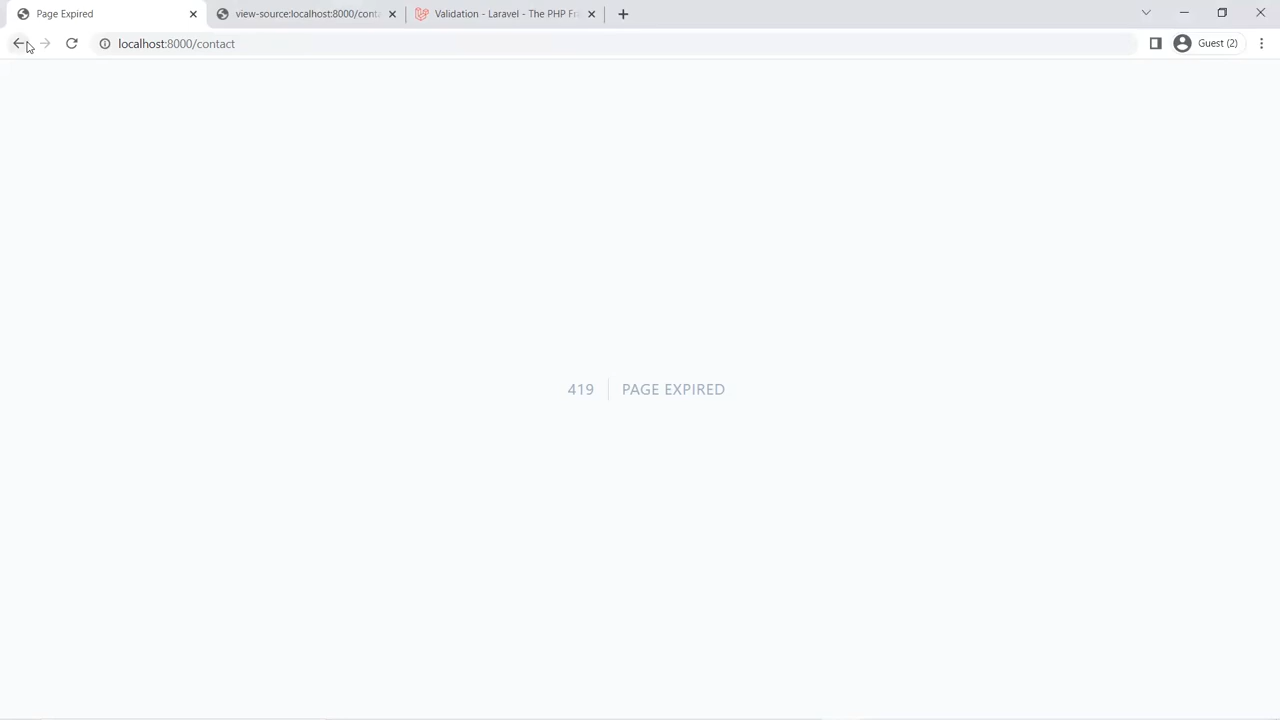 Page Expired
view-source:localhost:8000/conta
Validation - Laravel - The PHP Fr
localhost:8000/contact
Guest (2)
419
PAGE EXPIRED